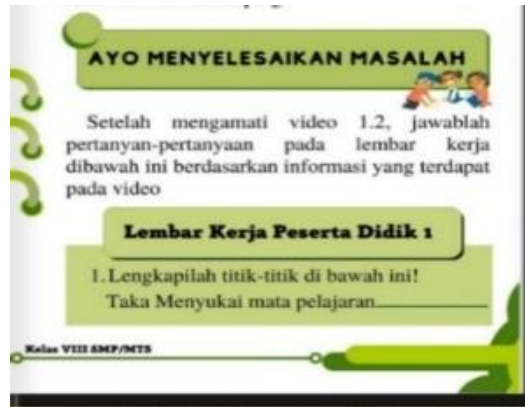 AYO MENYELESAIKAN MASALAH
Setelah mengamati video 1.2, jawablah
pertanyan-pertanyaan pada lembar kerja
dibawah ini berdasarkan informasi yang terdapat
pada video
Lembar Kerja Peserta Didik 1
1. Lengkapilah titik-titik di bawah ini!
Taka Menyukai mata pelajaran
Kelas VIII SMP/MTS